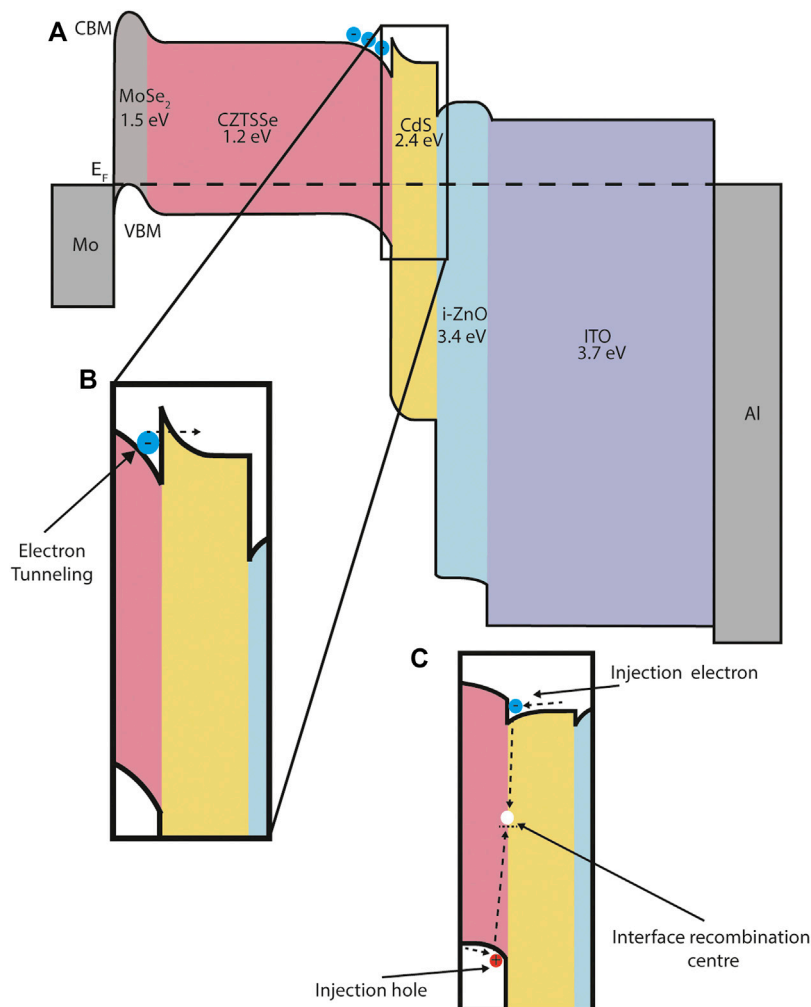 A
CBM
MoSe₂
1.5 eV
CZTSSe
1.2 eV
CdS
2.4 eV
E_F
Mo
VBM
i-ZnO
3.4 eV
ITO
3.7 eV
Al
B
-
-
-
-
Electron
Tunneling
C
Injection electron
-
+
Interface recombination
centre
Injection hole